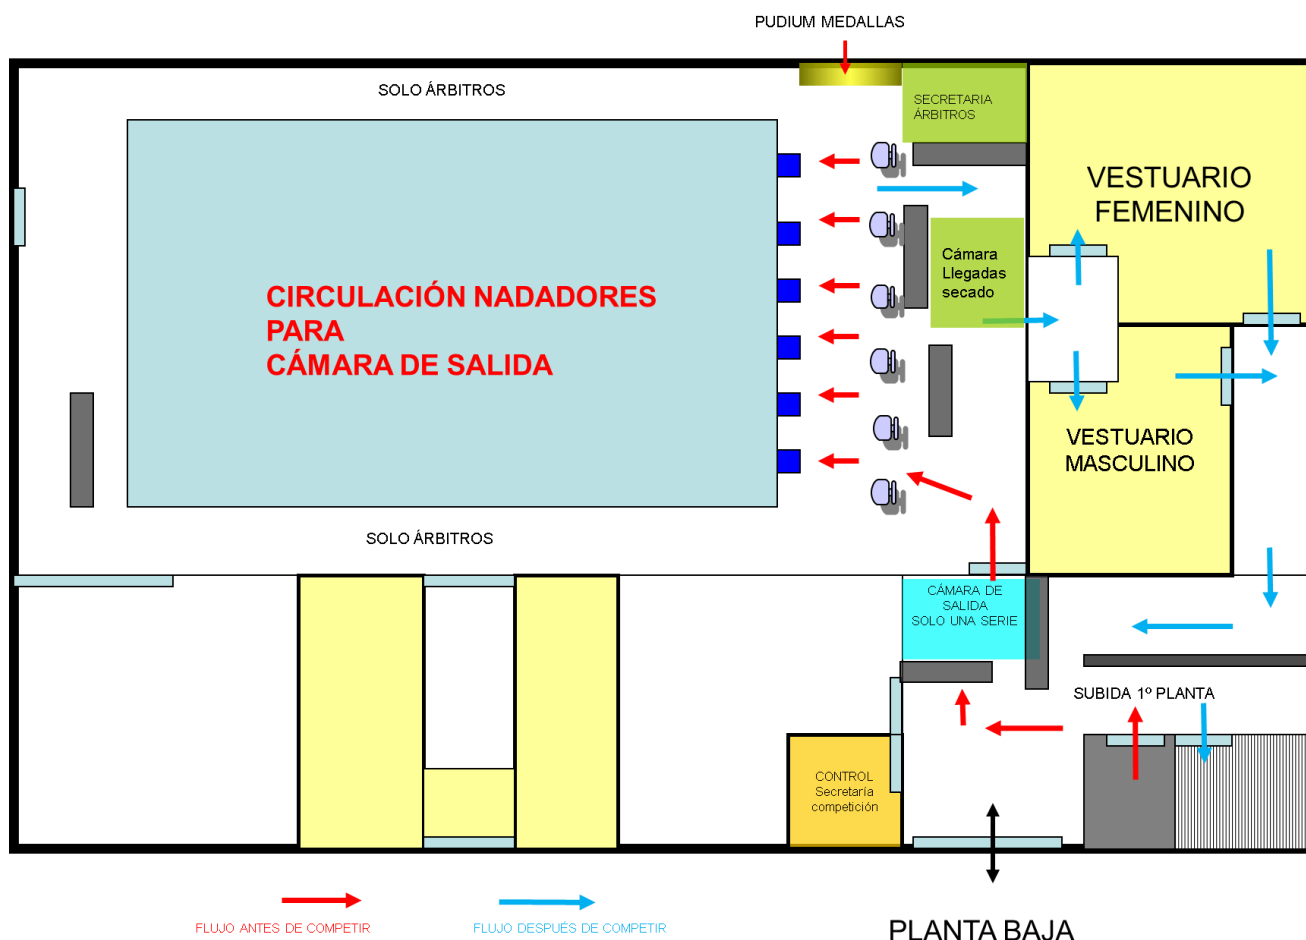 PUDIUM MEDALLAS
SOLO ÁRBITROS
SECRETARIA
ÁRBITROS
VESTUARIO
FEMENINO
Cámara
Llegadas
secado
CIRCULACIÓN NADADORES
PARA
CÁMARA DE SALIDA
VESTUARIO
MASCULINO
SOLO ÁRBITROS
CÁMARA DE
SALIDA
SOLO UNA SERIE
SUBIDA 1º PLANTA
CONTROL
Secretaría
competición
FLUJO ANTES DE COMPETIR
FLUJO DESPUÉS DE COMPETIR
PLANTA BAJA